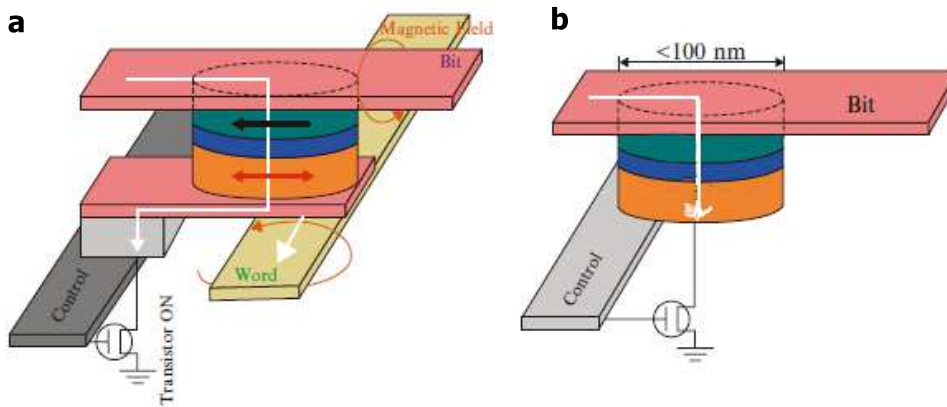 a
Magnetic Field
Bit
Word
Control
Transistor ON
b
<100 nm
Bit
Control